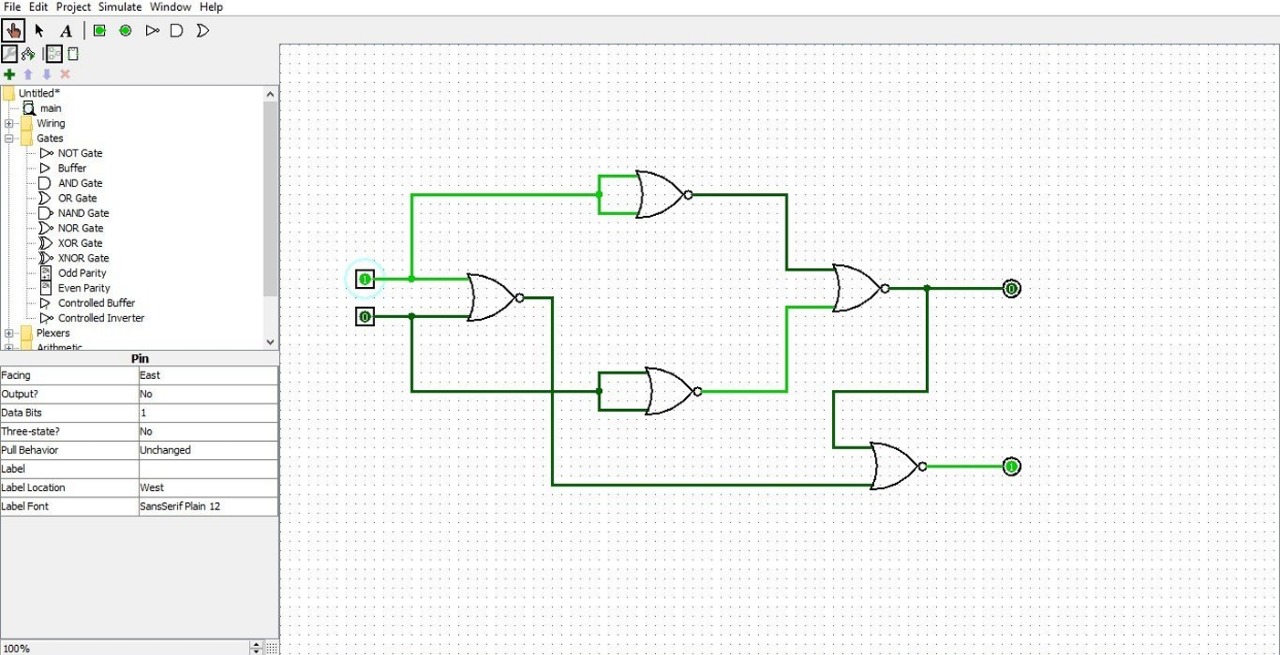 File Edit Project Simulate Window Help
A
Untitled*
main
Wiring
Gates
NOT Gate
Buffer
AND Gate
OR Gate
NAND Gate
NOR Gate
XOR Gate
XNOR Gate
Odd Parity
Even Parity
Controlled Buffer
Controlled Inverter
Plexers
Arithmetic
Pin
Facing East
Output? No
Data Bits 1
Three-state? No
Pull Behavior Unchanged
Label
Label Location West
Label Font SansSerif Plain 12
100%
1
0
0
1